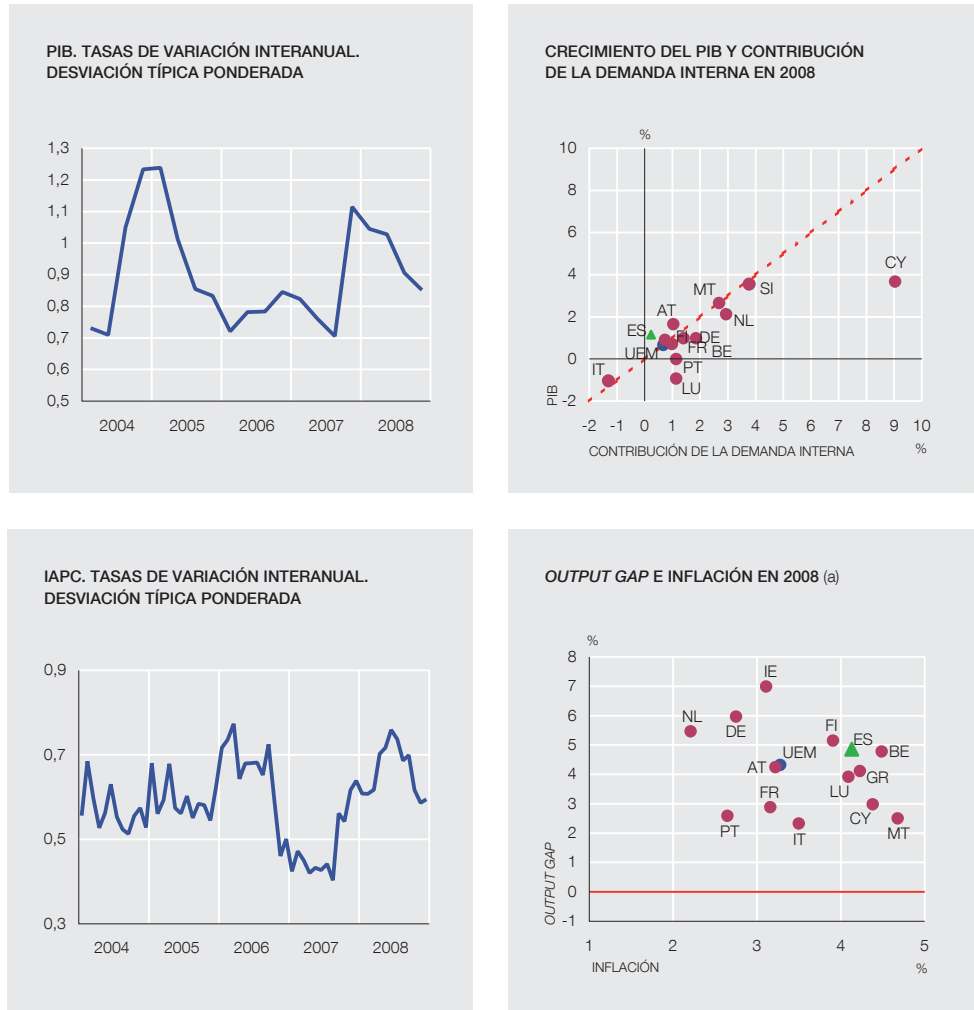 PIB. TASAS DE VARIACIÓN INTERANUAL.
DESVIACIÓN TÍPICA PONDERADA
1,3
1,2
1,1
1
0,9
0,8
0,7
0,6
0,5
2004 2005 2006 2007 2008
CRECIMIENTO DEL PIB Y CONTRIBUCIÓN
DE LA DEMANDA INTERNA EN 2008
%
10
8
6
4
2
0
-2
PIB
CY
MT
SI
AT
NL
ES
FI
DE
UEM
FR
BE
IT
PT
LU
-2 -1 0 1 2 3 4 5 6 7 8 9 10
CONTRIBUCIÓN DE LA DEMANDA INTERNA %
IAPC. TASAS DE VARIACIÓN INTERANUAL.
DESVIACIÓN TÍPICA PONDERADA
0,9
0,7
0,5
0,3
2004 2005 2006 2007 2008
OUTPUT GAP E INFLACIÓN EN 2008 (a)
%
8
7
6
5
4
3
2
1
0
-1
OUTPUT GAP
IE
NL
DE
FI
ES
UEM
BE
AT
GR
LU
FR
CY
PT
IT
MT
1 2 3 4 5
INFLACIÓN %